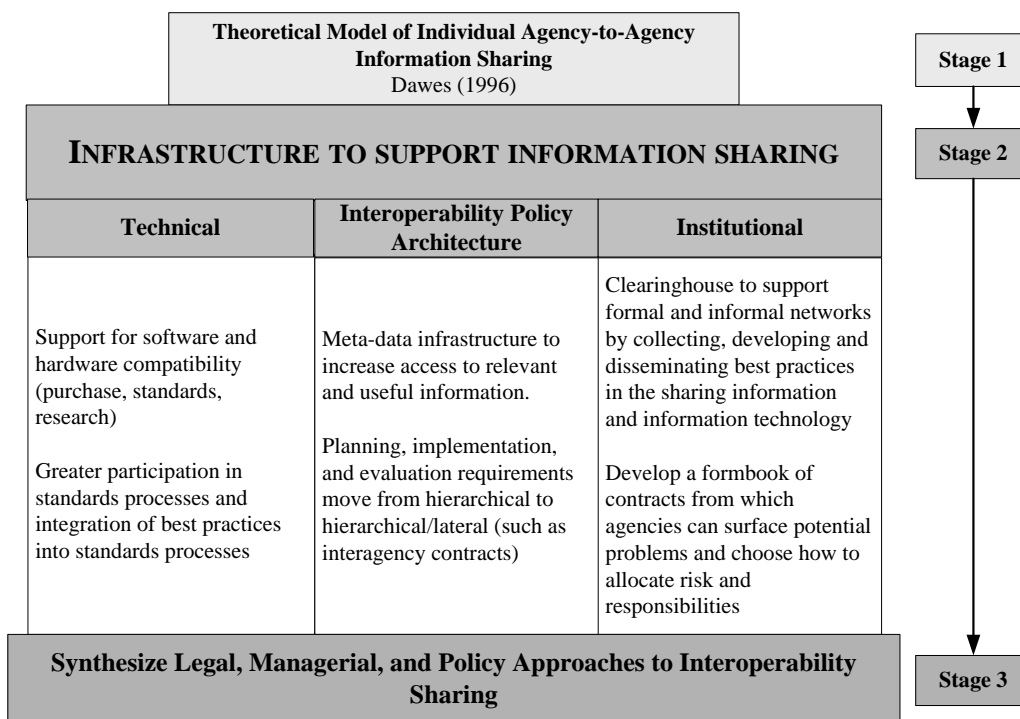 Theoretical Model of Individual Agency-to-Agency
Information Sharing
Dawes (1996)
Stage 1
INFRASTRUCTURE TO SUPPORT INFORMATION SHARING
Stage 2
Technical
Interoperability Policy
Architecture
Institutional
Support for software and
hardware compatibility
(purchase, standards,
research)
Greater participation in
standards processes and
integration of best practices
into standards processes
Meta-data infrastructure to
increase access to relevant
and useful information.
Planning, implementation,
and evaluation requirements
move from hierarchical to
hierarchical/lateral (such as
interagency contracts)
Clearinghouse to support
formal and informal networks
by collecting, developing and
disseminating best practices
in the sharing information
and information technology
Develop a formbook of
contracts from which
agencies can surface potential
problems and choose how to
allocate risk and
responsibilities
Synthesize Legal, Managerial, and Policy Approaches to Interoperability
Sharing
Stage 3